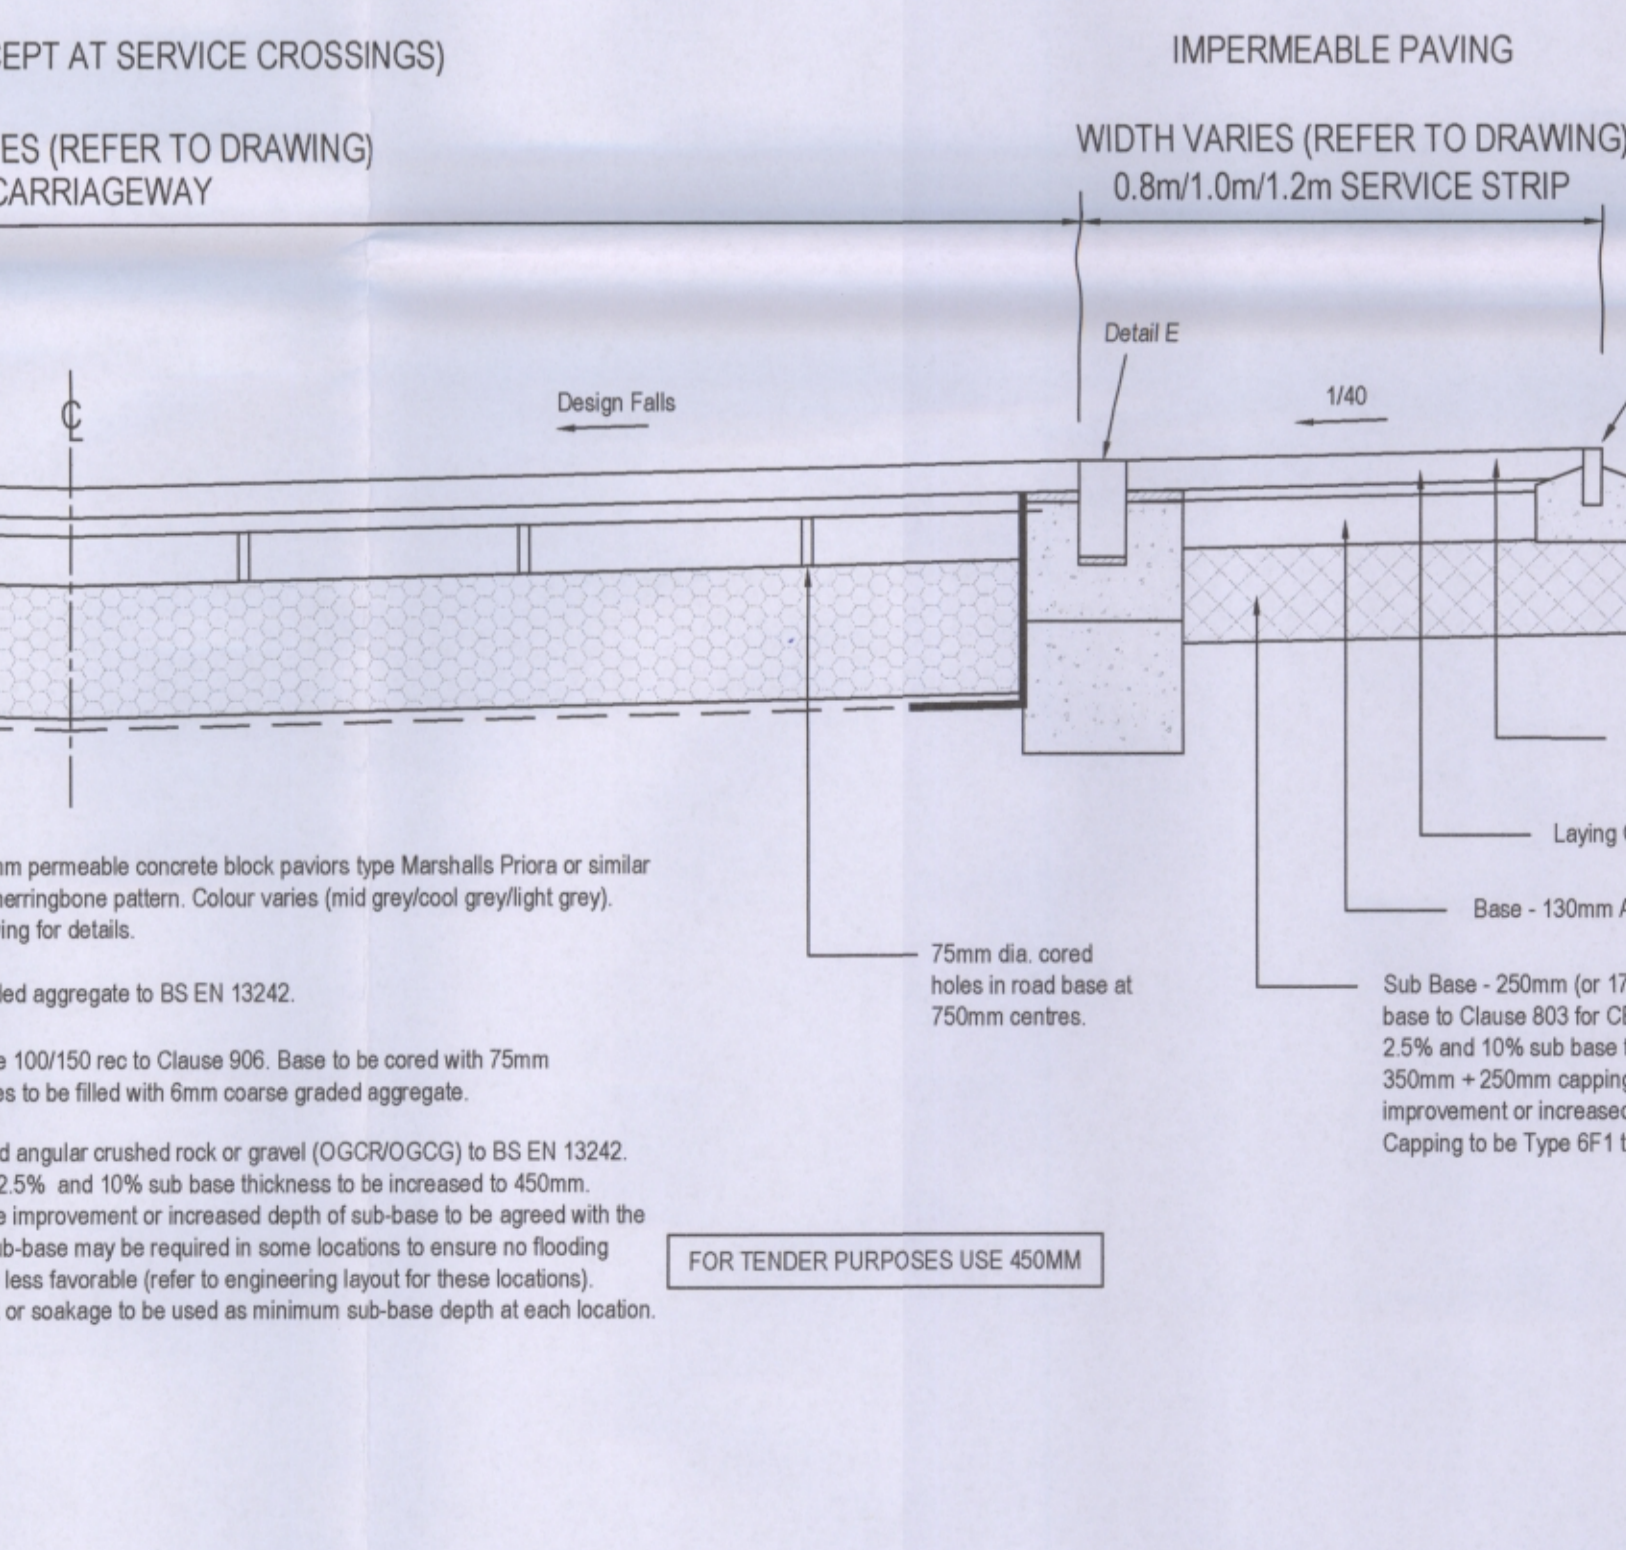 CEPT AT SERVICE CROSSINGS)
IMPERMEABLE PAVING
ES (REFER TO DRAWING)
CARRIAGEWAY
WIDTH VARIES (REFER TO DRAWING)
0.8m/1.0m/1.2m SERVICE STRIP
Detail E
Design Falls
1/40
℄
mm permeable concrete block paviors type Marshalls Priora or similar
herringbone pattern. Colour varies (mid grey/cool grey/light grey).
ing for details.
led aggregate to BS EN 13242.
e 100/150 rec to Clause 906. Base to be cored with 75mm
es to be filled with 6mm coarse graded aggregate.
d angular crushed rock or gravel (OGCR/OGCG) to BS EN 13242.
2.5% and 10% sub base thickness to be increased to 450mm.
e improvement or increased depth of sub-base to be agreed with the
ub-base may be required in some locations to ensure no flooding
less favorable (refer to engineering layout for these locations).
or soakage to be used as minimum sub-base depth at each location.
FOR TENDER PURPOSES USE 450MM
75mm dia. cored
holes in road base at
750mm centres.
Laying
Base - 130mm A
Sub Base - 250mm (or 17
base to Clause 803 for CB
2.5% and 10% sub base t
350mm + 250mm capping
improvement or increased
Capping to be Type 6F1 t